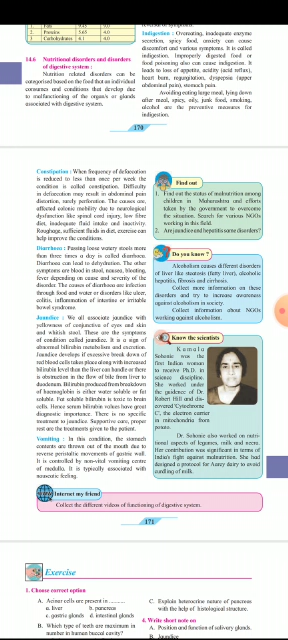 1 Fats 9.45 9.0
2. Protein 5.65 4.0
3 Carbohydrates 4.1 4.0
14.6 Nutritional disorders and disorders
of digestive system :
Nutrition related disorders can be
categorised based on the food that an individual
consumes and conditions that develop due
to malfunctioning of the organ/s or glands
associated with digestive system.
reversal of symptoms.
Indigestion : Overeating, inadequate enzyme
secretion, spicy food, anxiety can cause
discomfort and various symptoms. It is called
indigestion. Improperly digested food or
food poisoning also can cause indigestion. It
leads to loss of appetite, acidity (acid reflux),
heart burn, regurgitation, dyspepsia (upper
abdominal pain), stomach pain.
Avoiding eating large meal, lying down
after meal, spicy, oily, junk food, smoking,
alcohol are the preventive measures for
indigestion.
170
Constipation : When frequency of defaecation
is reduced to less than once per week the
condition is called constipation. Difficulty
in defaecation may result in abdominal pain
distortion, rarely perforation. The causes are,
affected colonic mobility due to neurological
dysfunction like spinal cord injury, low fibre
diet, inadequate fluid intake and inactivity.
Roughage, sufficient fluids in diet, exercise can
help improve the conditions.
Diarrhoea : Passing loose watery stools more
than three times a day is called diarrhoea.
Diarrhoea can lead to dehydration. The other
symptoms are blood in stool, nausea, bloating,
fever depending on cause and severity of the
disorder. The causes of diarrhoea are infection
through food and water or disorders like ulcer,
colitis, inflammation of intestine or irritable
bowel syndrome.
Jaundice : We all associate jaundice with
yellowness of conjunctiva of eyes and skin
and whitish stool. These are the symptoms
of condition called jaundice. It is a sign of
abnormal bilirubin metabolism and excretion.
Jaundice develops if excessive break down of
red blood cells takes place along with increased
bilirubin level than the liver can handle or there
is obstruction in the flow of bile from liver to
duodenum. Bilirubin produced from breakdown
of haemoglobin is either water soluble or fat
soluble. Fat soluble bilirubin is toxic to brain
cells. Hence serum bilirubin values have great
diagnostic importance. There is no specific
treatment to jaundice. Supportive care, proper
rest are the treatments given to the patient.
Vomiting : in this condition, the stomach
contents are thrown out of the mouth due to
reverse peristaltic movements of gastric wall.
It is controlled by non-vital vomiting centre
of medulla. It is typically associated with
nauseatic feeling.
Find out
1. Find out the status of malnutrition among
children in Maharashtra and efforts
taken by the government to overcome
the situation. Search for various NGOs
working in this field.
2. Are jaundice and hepatitis same disorders?
Do you know ?
Alcoholism causes different disorders
of liver like steatosis (fatty liver), alcoholic
hepatitis, fibrosis and cirrhosis.
Collect more information on these
disorders and try to increase awareness
against alcoholism in society.
Collect information about NGOs
working against alcoholism.
Know the scientists
Kamala
Sohonie was the
first Indian woman
to receive Ph.D. in
science discipline.
She worked under
the guidance of Dr.
Robert Hill and dis-
covered 'Cytochrome
C', the electron carrier
in mitochondria from
potato.
Dr. Sohonie also worked on nutri-
tional aspects of legumes, milk and neera.
Her contribution was significant in terms of
India's fight against malnutrition. She had
designed a protocol for Aarey dairy to avoid
curdling of milk.
Internet my friend
Collect the different videos of functioning of digestive system.
171
Exercise
1. Choose correct option
A. Acinar cells are present in ..........
a. liver b. pancreas
c. gastric glands d. intestinal glands
B. Which type of teeth are maximum in
number in human buccal cavity?
C. Explain heterocrine nature of pancreas
with the help of histological structure.
4. Write short note on
A. Position and function of salivary glands.
B. Jaundice